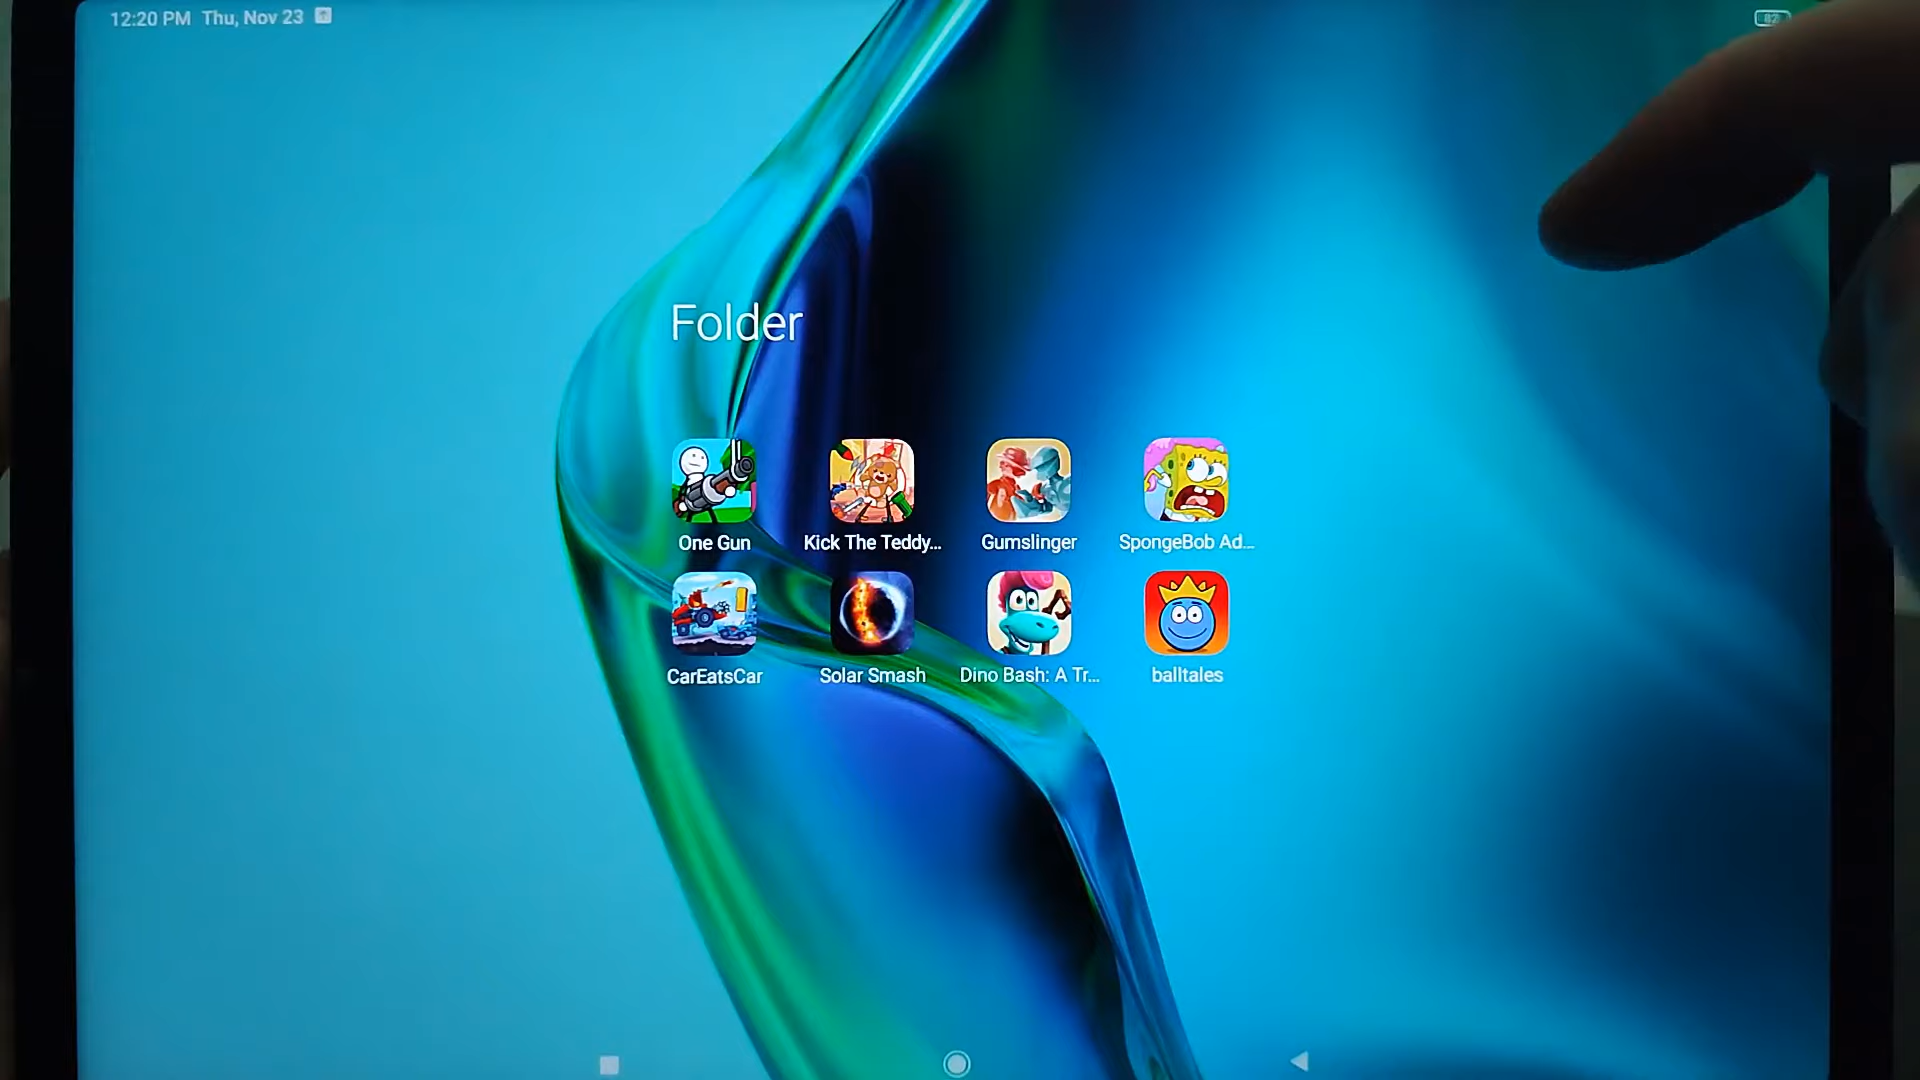 12:20 PM Thu, Nov 23
82
Folder
One Gun
Kick The Teddy...
Gumslinger
SpongeBob Ad...
CarEatsCar
Solar Smash
Dino Bash: A Tr...
balltales